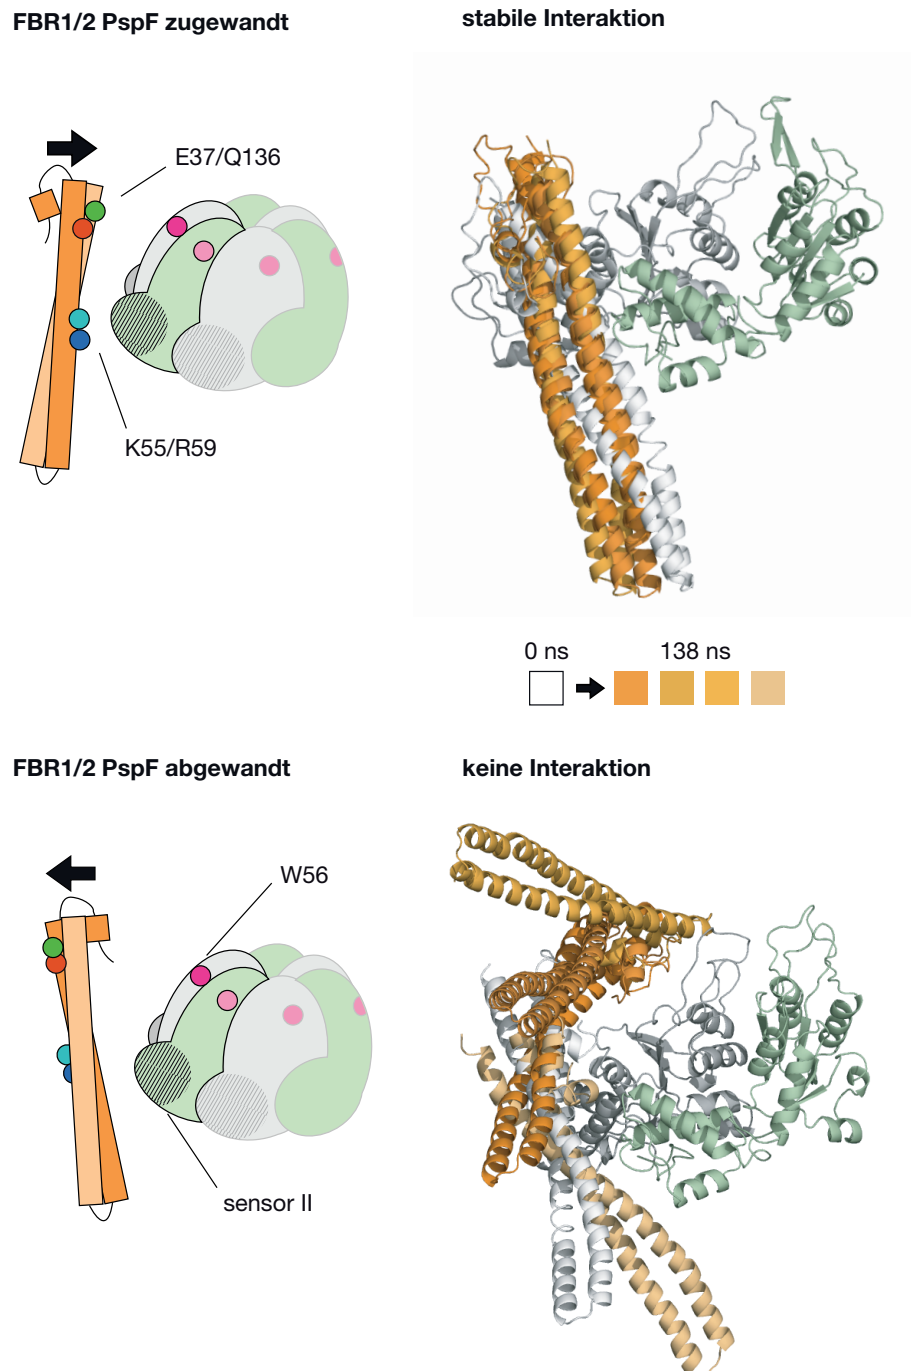 FBR1/2 PspF zugewandt
stabile Interaktion
E37/Q136
K55/R59
0 ns
138 ns
FBR1/2 PspF abgewandt
keine Interaktion
W56
sensor II